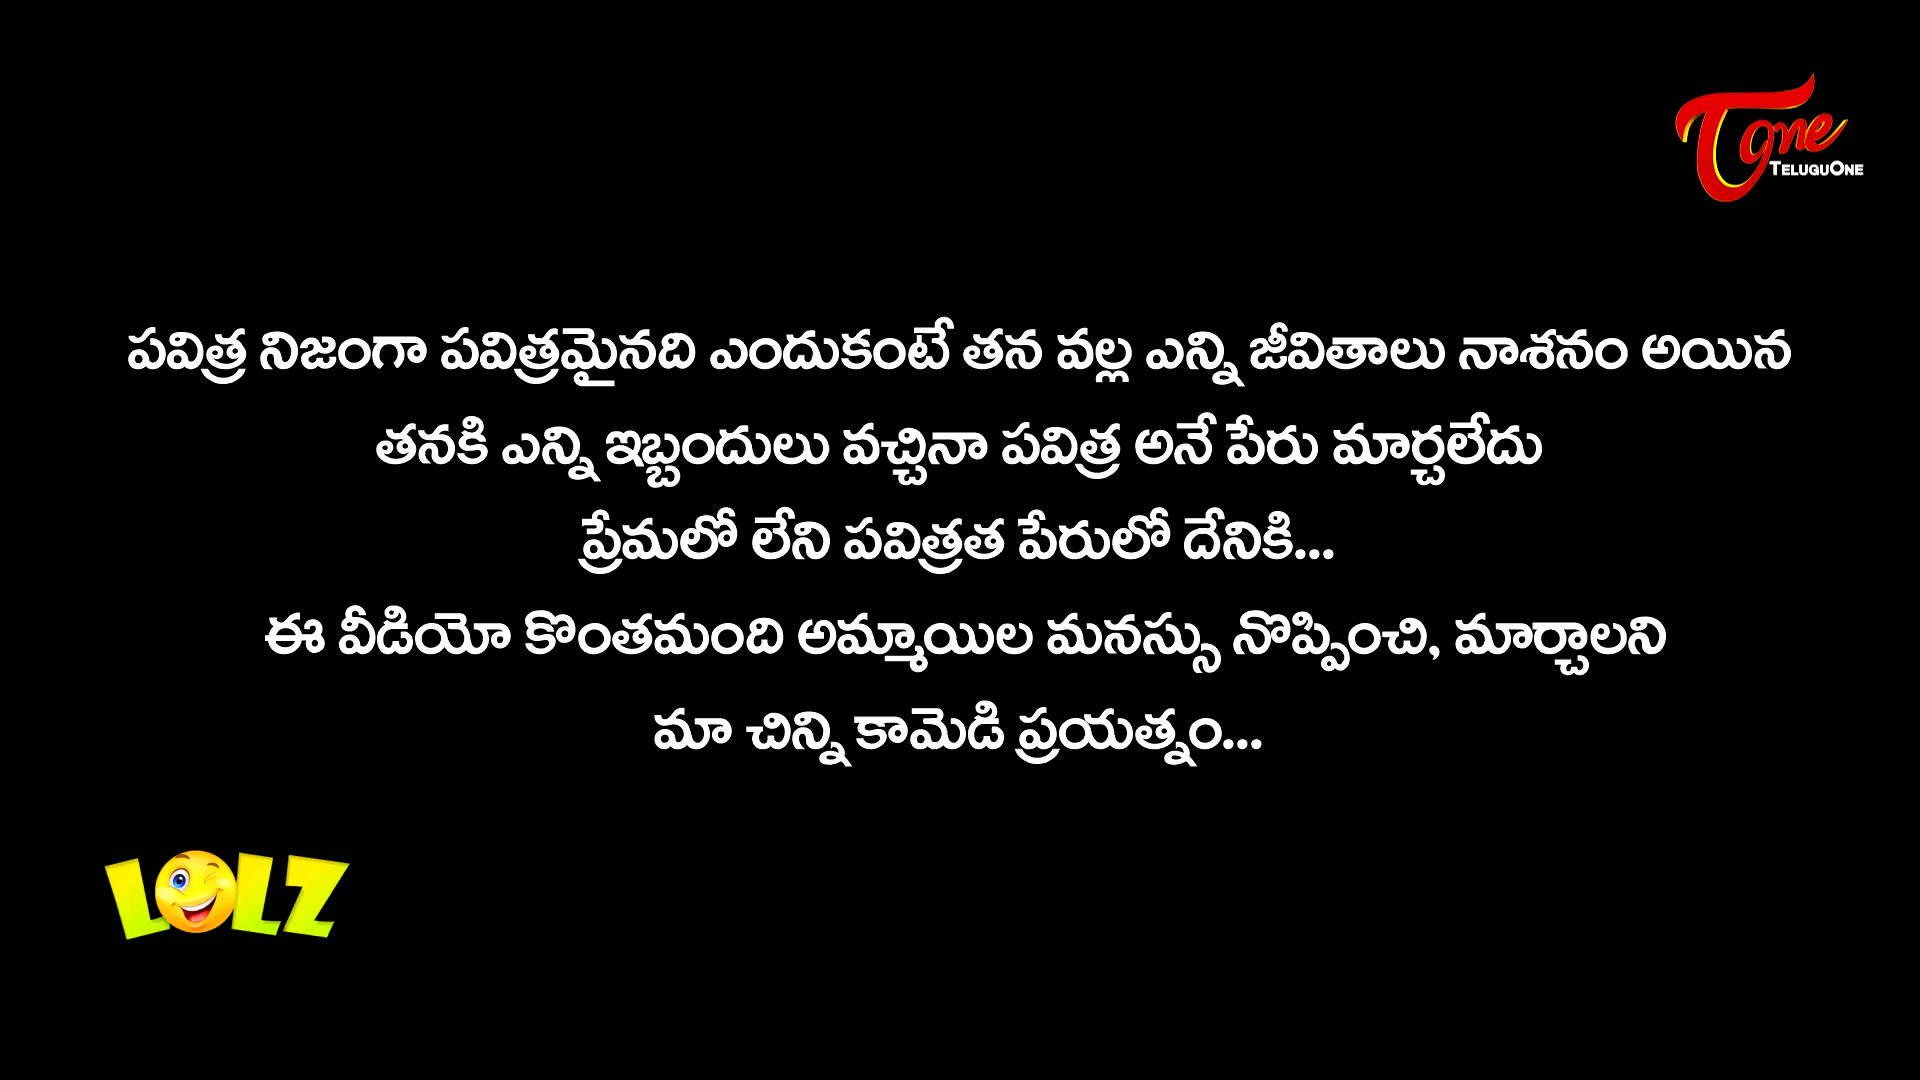 Tone
TELUGUONE
పవిత్ర నిజంగా పవిత్రమైనది ఎందుకంటే తన వల్ల ఎన్ని జీవితాలు నాశనం అయిన
తనకి ఎన్ని ఇబ్బందులు వచ్చినా పవిత్ర అనే పేరు మార్చలేదు
ప్రేమలో లేని పవిత్రత పేరులో దేనికి...
ఈ వీడియో కొంతమంది అమ్మాయిల మనస్సు నొప్పించి, మార్చాలని
మా చిన్ని కామెడి ప్రయత్నం...
LOLZ